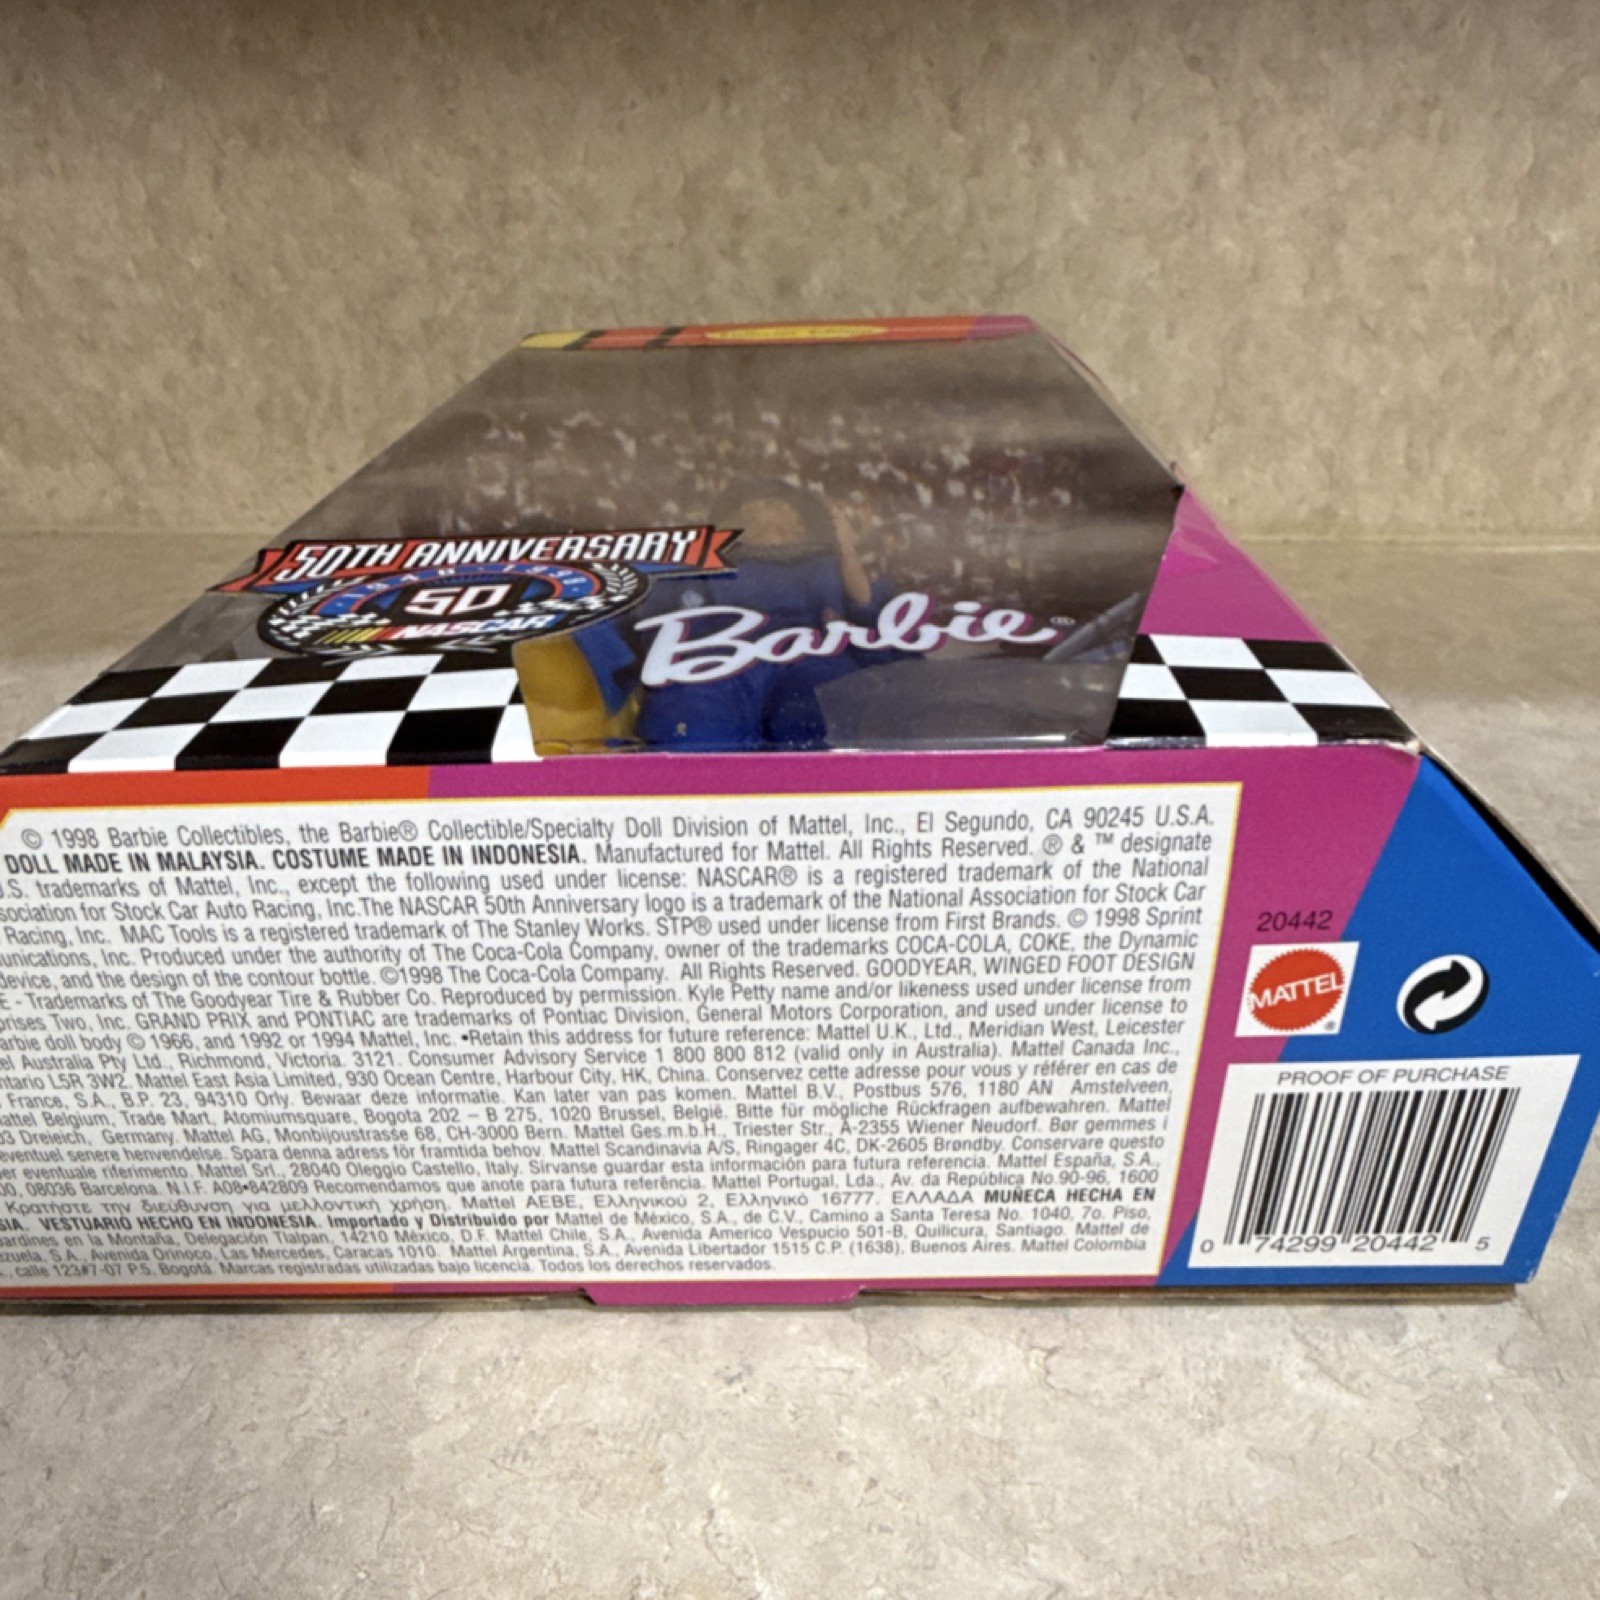 50TH ANNIVERSARY
1948 · 1998
50
NASCAR
Barbie®
© 1998 Barbie Collectibles, the Barbie® Collectible/Specialty Doll Division of Mattel, Inc., El Segundo, CA 90245 U.S.A.
DOLL MADE IN MALAYSIA. COSTUME MADE IN INDONESIA. Manufactured for Mattel. All Rights Reserved. ® & ™ designate
.S. trademarks of Mattel, Inc., except the following used under license: NASCAR® is a registered trademark of the National
sociation for Stock Car Auto Racing, Inc.The NASCAR 50th Anniversary logo is a trademark of the National Association for Stock Car
Racing, Inc. MAC Tools is a registered trademark of The Stanley Works. STP® used under license from First Brands. © 1998 Sprint
unications, Inc. Produced under the authority of The Coca-Cola Company, owner of the trademarks COCA-COLA, COKE, the Dynamic
device, and the design of the contour bottle. ©1998 The Coca-Cola Company. All Rights Reserved. GOODYEAR, WINGED FOOT DESIGN
E - Trademarks of The Goodyear Tire & Rubber Co. Reproduced by permission. Kyle Petty name and/or likeness used under license from
prises Two, Inc. GRAND PRIX and PONTIAC are trademarks of Pontiac Division, General Motors Corporation, and used under license to
arbie doll body © 1966, and 1992 or 1994 Mattel, Inc. •Retain this address for future reference: Mattel U.K., Ltd., Meridian West, Leicester
el Australia Pty Ltd., Richmond, Victoria. 3121. Consumer Advisory Service 1 800 800 812 (valid only in Australia). Mattel Canada Inc.,
ntario L5R 3W2. Mattel East Asia Limited, 930 Ocean Centre, Harbour City, HK, China. Conservez cette adresse pour vous y référer en cas de
France, S.A., B.P. 23, 94310 Orly. Bewaar deze informatie. Kan later van pas komen. Mattel B.V., Postbus 576, 1180 AN Amstelveen,
attel Belgium, Trade Mart, Atomiumsquare, Bogota 202 – B 275, 1020 Brussel, België. Bitte für mögliche Rückfragen aufbewahren. Mattel
03 Dreieich, Germany. Mattel AG, Monbijoustrasse 68, CH-3000 Bern. Mattel Ges.m.b.H., Triester Str., A-2355 Wiener Neudorf. Bør gemmes i
eventuel senere henvendelse. Spara denna adress för framtida behov. Mattel Scandinavia A/S, Ringager 4C, DK-2605 Brøndby. Conservare questo
er eventuale riferimento. Mattel Srl., 28040 Oleggio Castello, Italy. Sírvanse guardar esta información para futura referencia. Mattel España, S.A.,
00, 08036 Barcelona. N.I.F. A08•842809 Recomendamos que anote para futura referência. Mattel Portugal, Lda., Av. da República No.90-96, 1600
Κρατήστε την διεύθυνση για μελλοντική χρήση. Mattel AEBE, Ελληνικού 2, Ελληνικό 16777. ΕΛΛΑΔΑ MUÑECA HECHA EN
SIA. VESTUARIO HECHO EN INDONESIA. Importado y Distribuido por Mattel de México, S.A., de C.V., Camino a Santa Teresa No. 1040, 7o. Piso,
ardines en la Montaña, Delegación Tlalpan, 14210 México, D.F. Mattel Chile, S.A., Avenida Americo Vespucio 501-B, Quilicura, Santiago. Mattel de
ezuela, S.A., Avenida Orinoco, Las Mercedes, Caracas 1010. Mattel Argentina, S.A., Avenida Libertador 1515 C.P. (1638), Buenos Aires. Mattel Colombia
., calle 123#7-07 P.5, Bogotá. Marcas registradas utilizadas bajo licencia. Todos los derechos reservados.
20442
MATTEL®
PROOF OF PURCHASE
0 74299 20442 5